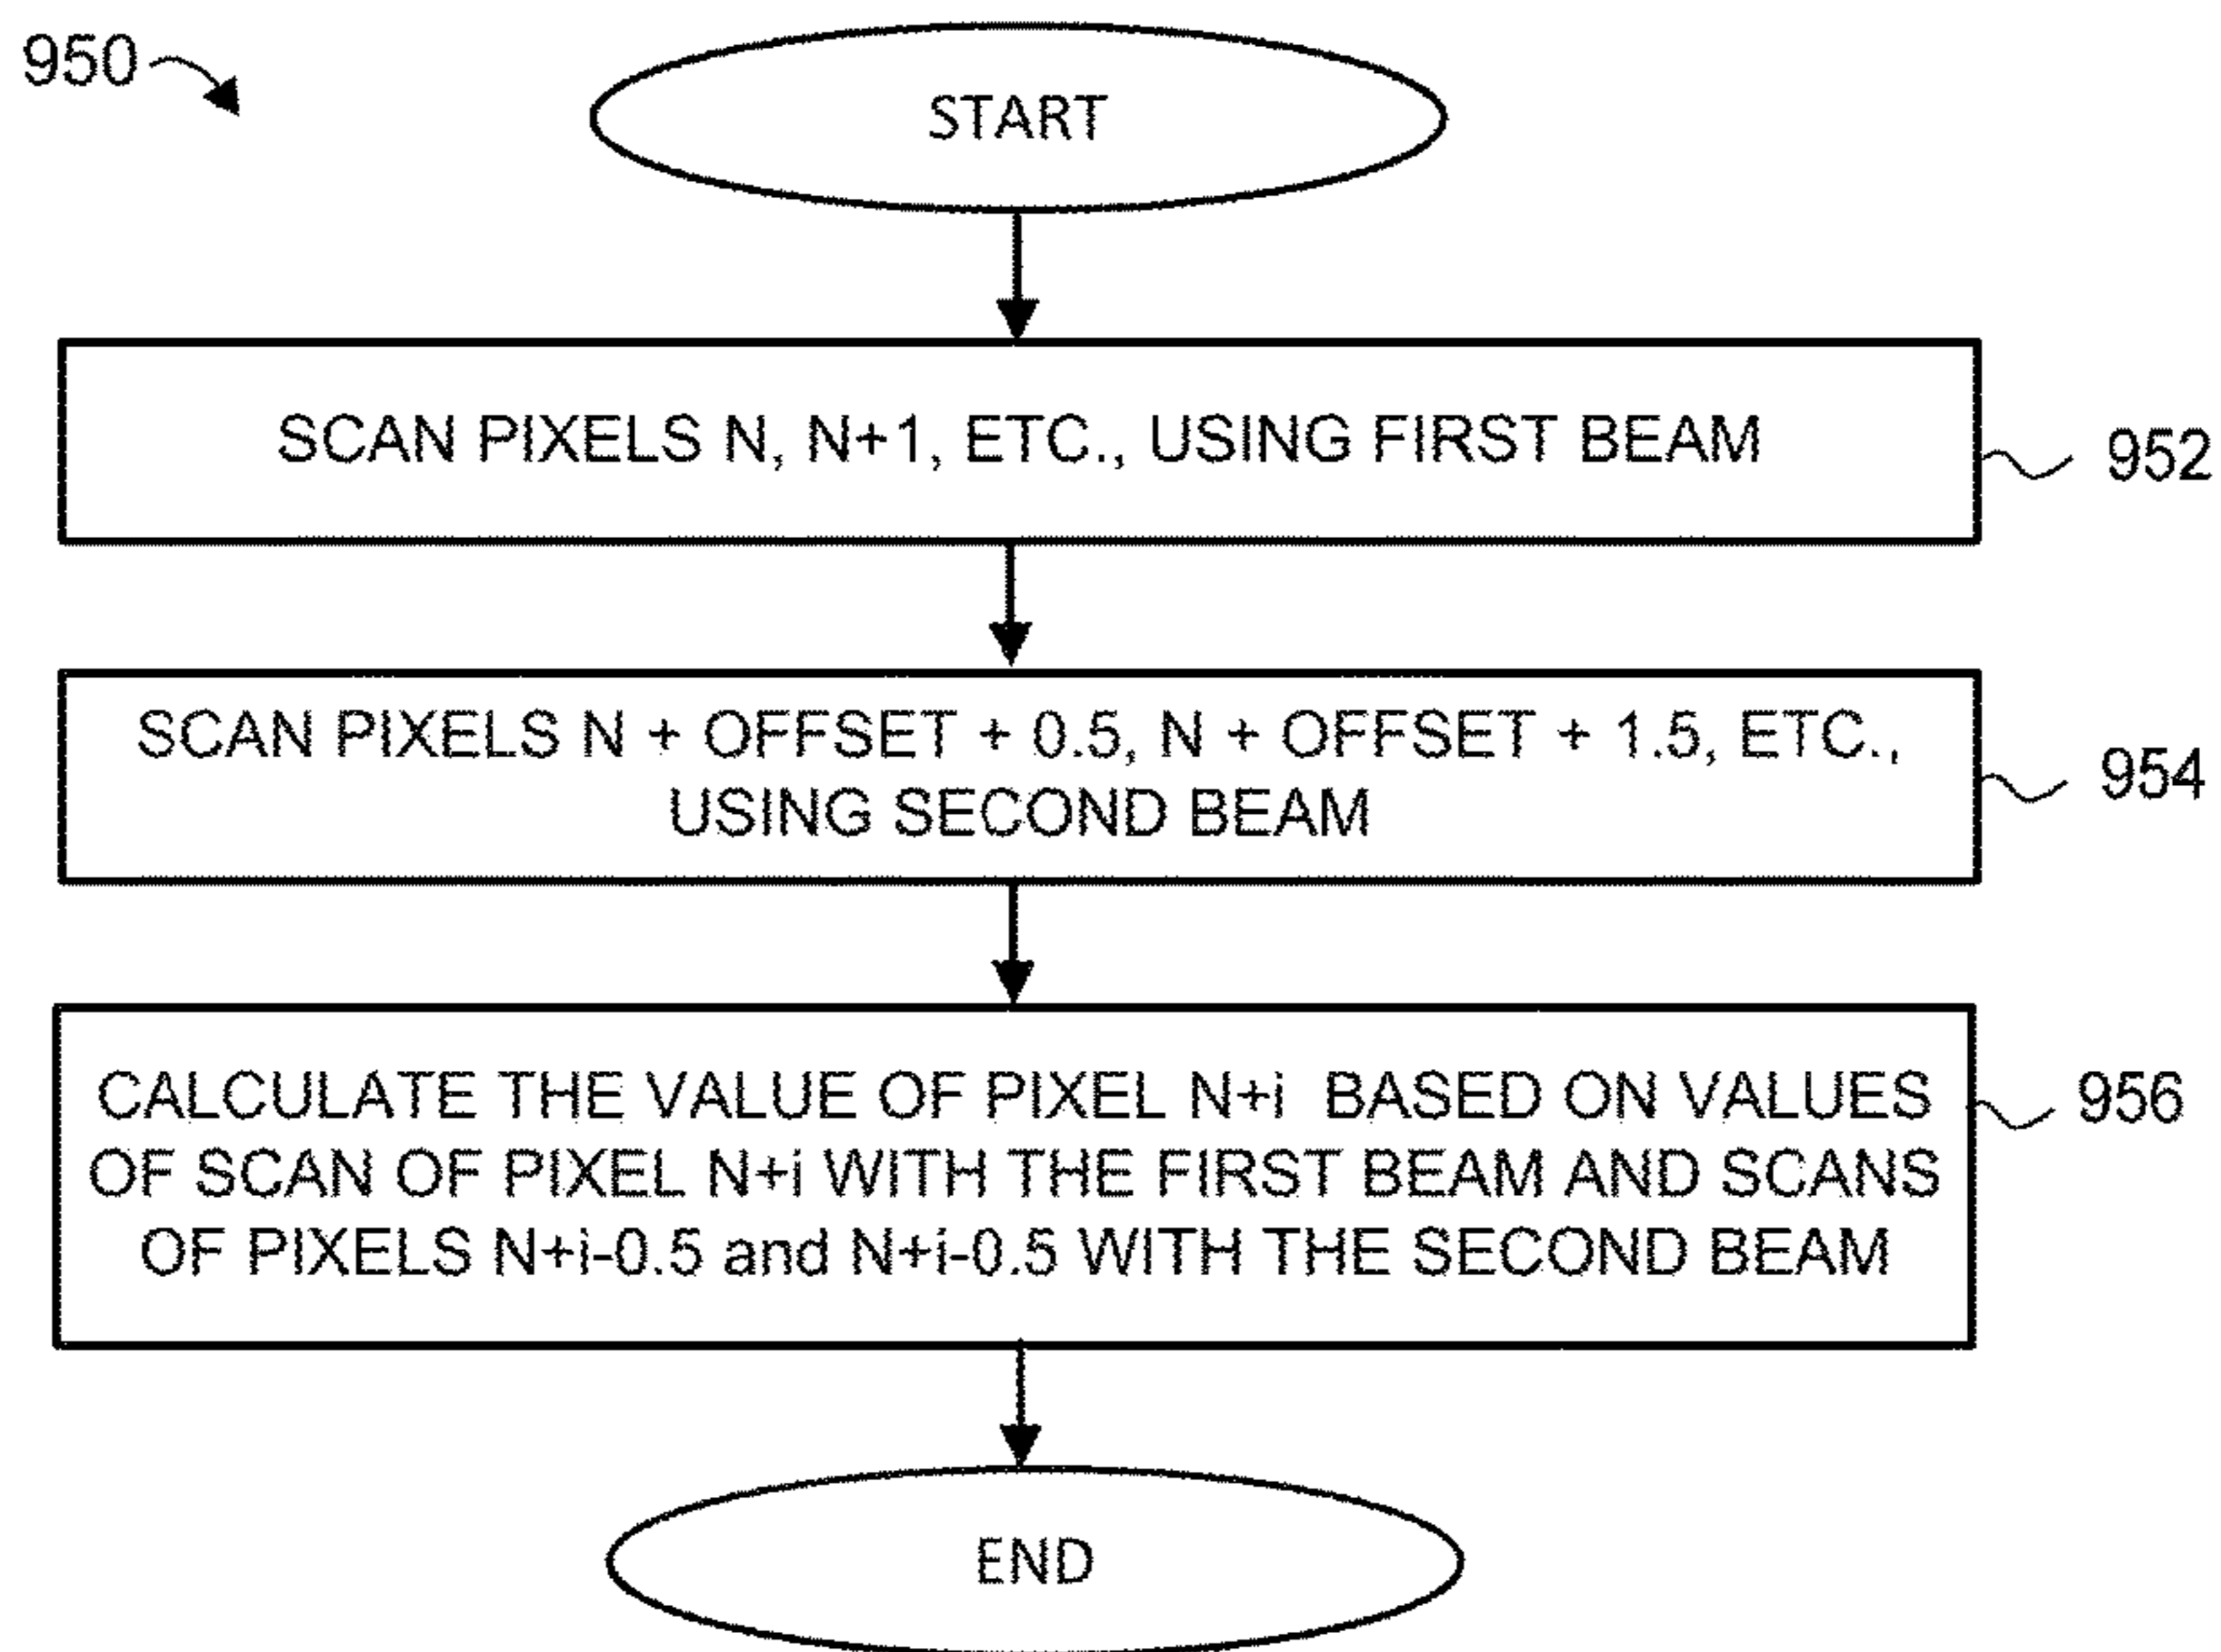 950
START
SCAN PIXELS N, N+1, ETC., USING FIRST BEAM
952
SCAN PIXELS N + OFFSET + 0.5, N + OFFSET + 1.5, ETC.,
USING SECOND BEAM
954
CALCULATE THE VALUE OF PIXEL N+i BASED ON VALUES
OF SCAN OF PIXEL N+i WITH THE FIRST BEAM AND SCANS
OF PIXELS N+i-0.5 and N+i-0.5 WITH THE SECOND BEAM
956
END